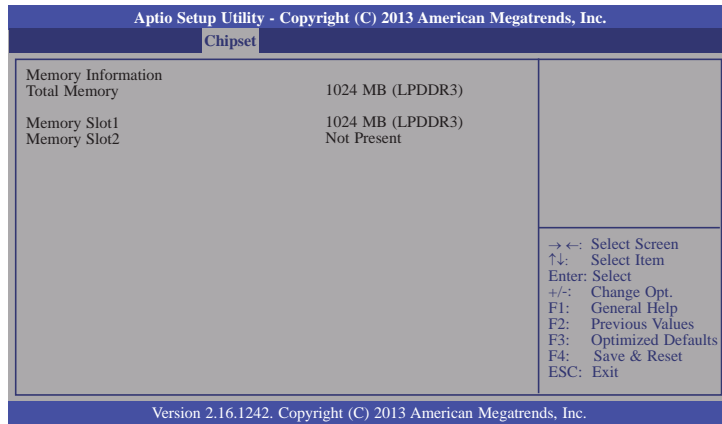 Aptio Setup Utility - Copyright (C) 2013 American Megatrends, Inc.
Chipset
Memory Information
Total Memory 1024 MB (LPDDR3)
Memory Slot1 1024 MB (LPDDR3)
Memory Slot2 Not Present
→ ←: Select Screen
↑↓: Select Item
Enter: Select
+/-: Change Opt.
F1: General Help
F2: Previous Values
F3: Optimized Defaults
F4: Save & Reset
ESC: Exit
Version 2.16.1242. Copyright (C) 2013 American Megatrends, Inc.